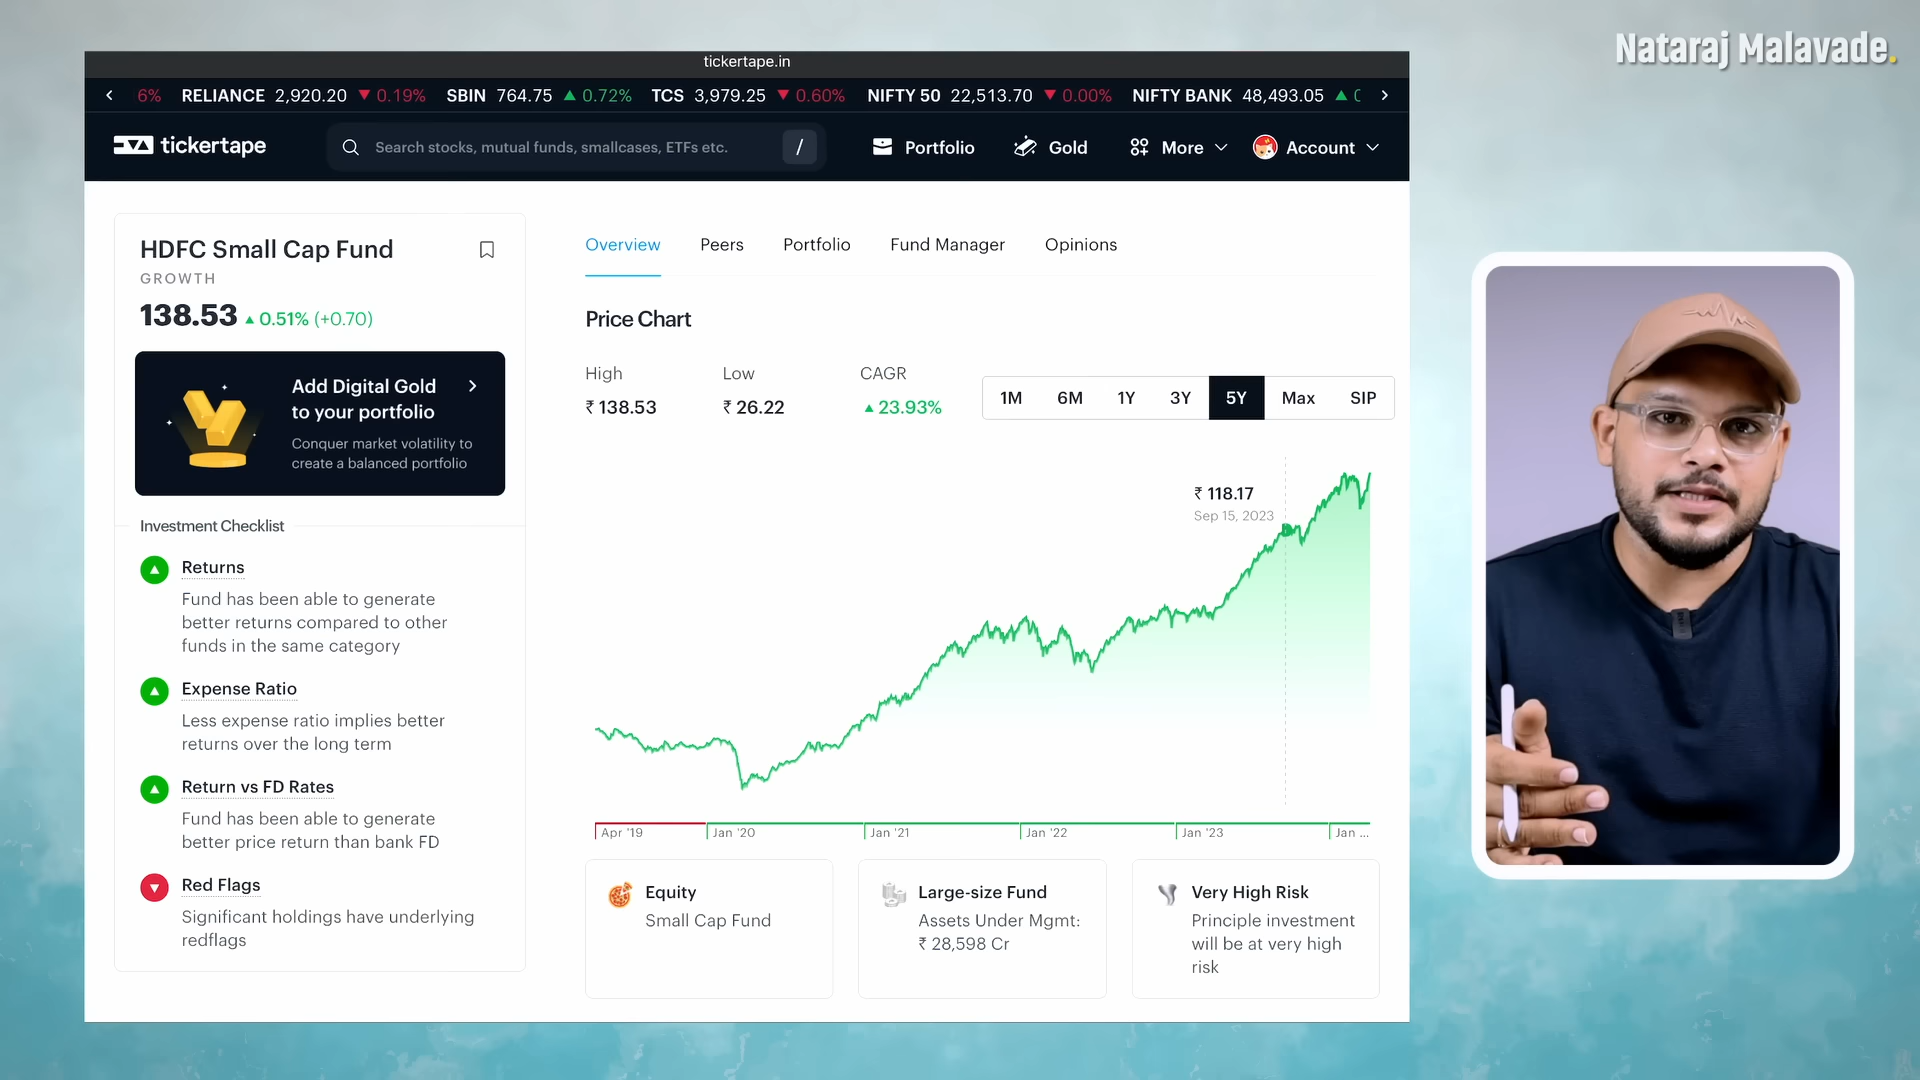 Nataraj Malavade.
tickertape.in
6% RELIANCE 2,920.20 ▼ 0.19% SBIN 764.75 ▲ 0.72% TCS 3,979.25 ▼ 0.60% NIFTY 50 22,513.70 ▼ 0.00% NIFTY BANK 48,493.05 ▲
tickertape
Search stocks, mutual funds, smallcases, ETFs etc. /
Portfolio Gold More Account
HDFC Small Cap Fund
GROWTH
138.53 ▲ 0.51% (+0.70)
Add Digital Gold
to your portfolio
Conquer market volatility to
create a balanced portfolio
Investment Checklist
Returns
Fund has been able to generate
better returns compared to other
funds in the same category
Expense Ratio
Less expense ratio implies better
returns over the long term
Return vs FD Rates
Fund has been able to generate
better price return than bank FD
Red Flags
Significant holdings have underlying
redflags
Overview Peers Portfolio Fund Manager Opinions
Price Chart
High Low CAGR
₹ 138.53 ₹ 26.22 ▲ 23.93%
1M 6M 1Y 3Y 5Y Max SIP
₹ 118.17
Sep 15, 2023
Apr '19 Jan '20 Jan '21 Jan '22 Jan '23 Jan ...
Equity
Small Cap Fund
Large-size Fund
Assets Under Mgmt:
₹ 28,598 Cr
Very High Risk
Principle investment
will be at very high
risk